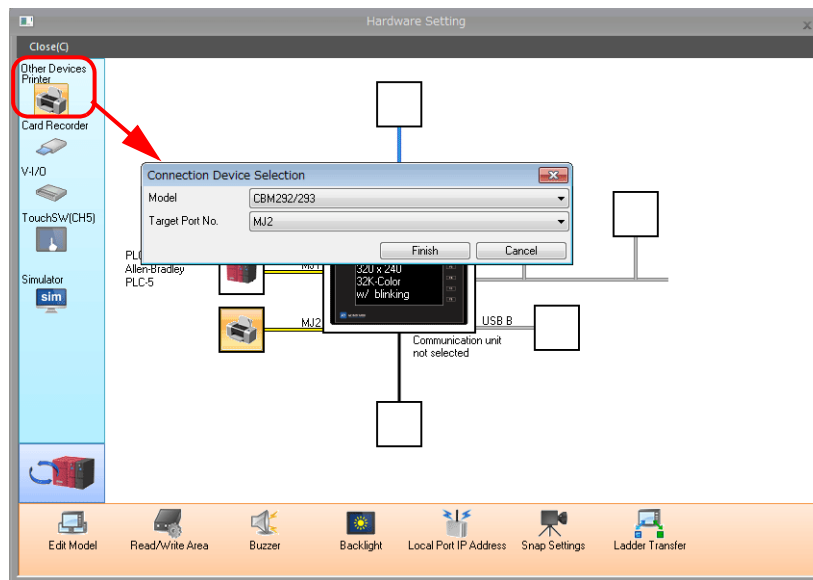 Hardware Setting
Close(C)
Other Devices
Printer
Card Recorder
V-I/O
TouchSW(CH5)
Simulator
sim
Connection Device Selection
Model
CBM292/293
Target Port No.
MJ2
Finish
Cancel
Allen-Bradley
PLC-5
MJ1
320 x 240
32K-Color
w/ blinking
MJ2
USB B
Communication unit
not selected
Edit Model
Read/Write Area
Buzzer
Backlight
Local Port IP Address
Snap Settings
Ladder Transfer